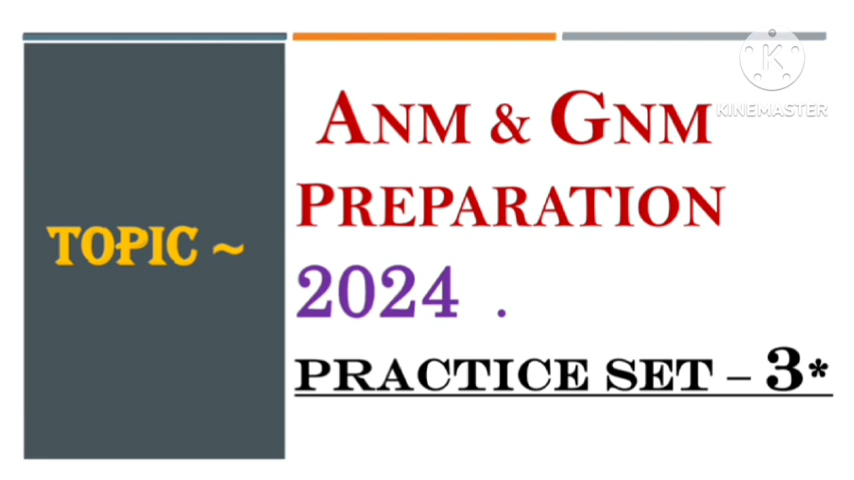 TOPIC ~
ANM & GNM
PREPARATION
2024 .
PRACTICE SET – 3*
K
KINEMASTER